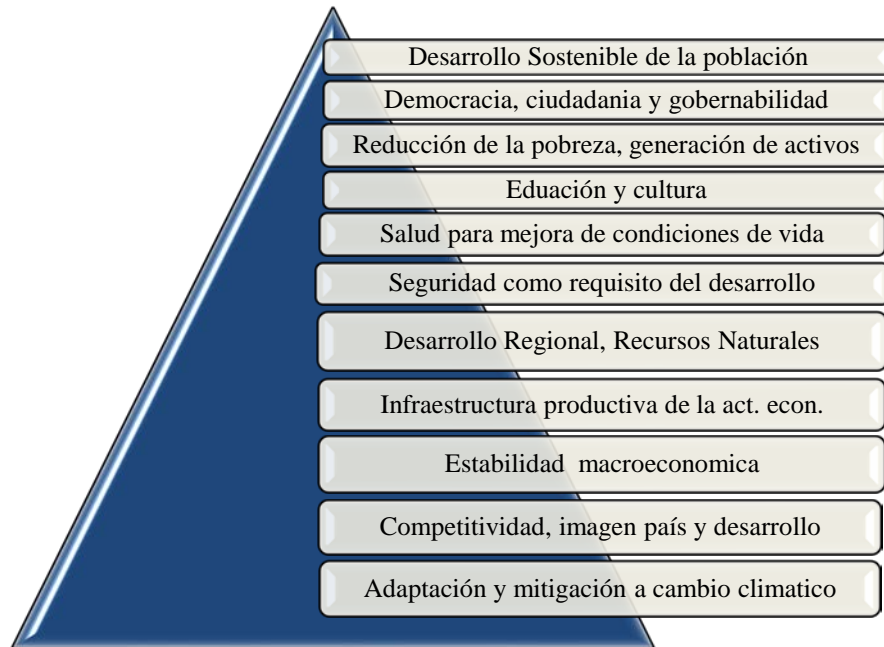 Desarrollo Sostenible de la población
Democracia, ciudadania y gobernabilidad
Reducción de la pobreza, generación de activos
Eduación y cultura
Salud para mejora de condiciones de vida
Seguridad como requisito del desarrollo
Desarrollo Regional, Recursos Naturales
Infraestructura productiva de la act. econ.
Estabilidad macroeconomica
Competitividad, imagen país y desarrollo
Adaptación y mitigación a cambio climatico